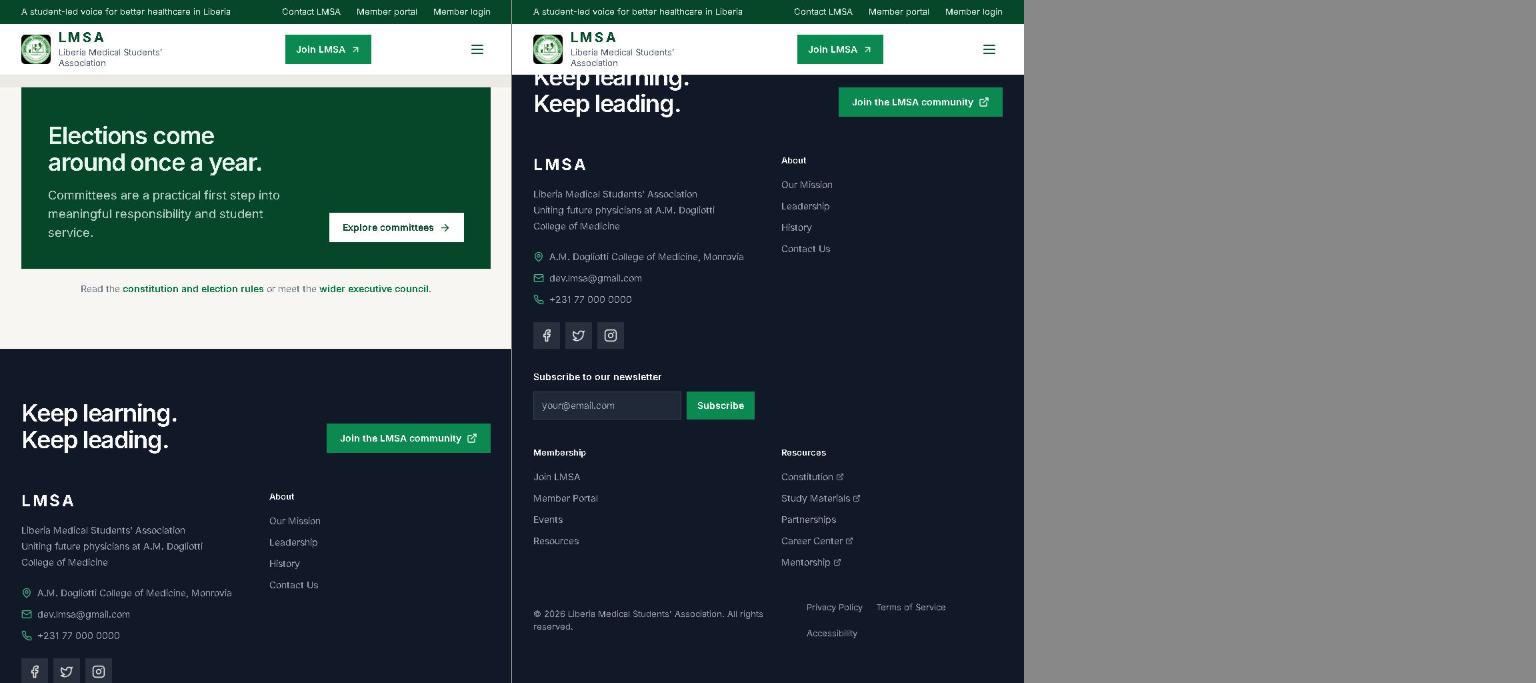 A student-led voice for better healthcare in Liberia
Contact LMSA
Member portal
Member login
LMSA
Liberia Medical Students'
Association
Join LMSA
Elections come
around once a year.
Committees are a practical first step into
meaningful responsibility and student
service.
Explore committees
Read the constitution and election rules or meet the wider executive council.
Keep learning.
Keep leading.
Join the LMSA community
LMSA
Liberia Medical Students' Association
Uniting future physicians at A.M. Dogliotti
College of Medicine
A.M. Dogliotti College of Medicine, Monrovia
dev.lmsa@gmail.com
+231 77 000 0000
About
Our Mission
Leadership
History
Contact Us
A student-led voice for better healthcare in Liberia
Contact LMSA
Member portal
Member login
LMSA
Liberia Medical Students'
Association
Join LMSA
Keep learning.
Keep leading.
Join the LMSA community
LMSA
Liberia Medical Students' Association
Uniting future physicians at A.M. Dogliotti
College of Medicine
A.M. Dogliotti College of Medicine, Monrovia
dev.lmsa@gmail.com
+231 77 000 0000
About
Our Mission
Leadership
History
Contact Us
Subscribe to our newsletter
your@email.com
Subscribe
Membership
Join LMSA
Member Portal
Events
Resources
Resources
Constitution
Study Materials
Partnerships
Career Center
Mentorship
© 2026 Liberia Medical Students' Association. All rights
reserved.
Privacy Policy
Terms of Service
Accessibility